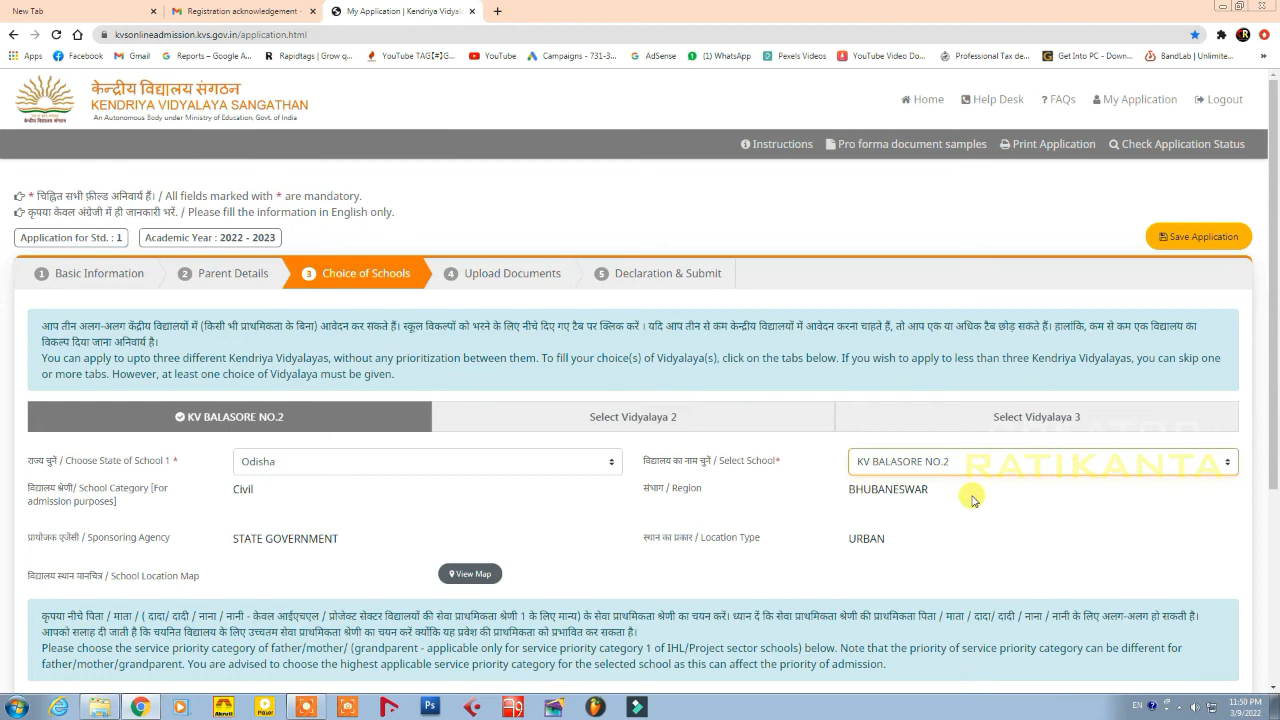 New Tab
Registration acknowledgement -
My Application | Kendriya Vidyal
kvsonlineadmission.kvs.gov.in/application.html
Apps
Facebook
Gmail
Reports – Google A...
Rapidtags | Grow q...
YouTube TAG[#]G...
YouTube
Campaigns - 731-3...
AdSense
(1) WhatsApp
Pexels Videos
YouTube Video Do...
Professional Tax de...
Get Into PC - Down...
BandLab | Unlimite...
केन्द्रीय विद्यालय संगठन
KENDRIYA VIDYALAYA SANGATHAN
An Autonomous Body under Ministry of Education, Govt. of India
Home
Help Desk
? FAQs
My Application
Logout
Instructions
Pro forma document samples
Print Application
Check Application Status
* चिह्नित सभी फ़ील्ड अनिवार्य हैं। / All fields marked with * are mandatory.
कृपया केवल अंग्रेजी में ही जानकारी भरें. / Please fill the information in English only.
Application for Std. : 1
Academic Year : 2022 - 2023
Save Application
1 Basic Information
2 Parent Details
3 Choice of Schools
4 Upload Documents
5 Declaration & Submit
आप तीन अलग-अलग केंद्रीय विद्यालयों में (किसी भी प्राथमिकता के बिना) आवेदन कर सकते हैं। स्कूल विकल्पों को भरने के लिए नीचे दिए गए टैब पर क्लिक करें । यदि आप तीन से कम केन्द्रीय विद्यालयों में आवेदन करना चाहते हैं, तो आप एक या अधिक टैब छोड़ सकते हैं। हालांकि, कम से कम एक विद्यालय का
विकल्प दिया जाना अनिवार्य है।
You can apply to upto three different Kendriya Vidyalayas, without any prioritization between them. To fill your choice(s) of Vidyalaya(s), click on the tabs below. If you wish to apply to less than three Kendriya Vidyalayas, you can skip one
or more tabs. However, at least one choice of Vidyalaya must be given.
KV BALASORE NO.2
Select Vidyalaya 2
Select Vidyalaya 3
राज्य चुनें / Choose State of School 1 *
Odisha
विद्यालय का नाम चुनें / Select School*
KV BALASORE NO.2
RATIKANTA
विद्यालय श्रेणी/ School Category [For
admission purposes]
Civil
संभाग / Region
BHUBANESWAR
प्रायोजक एजेंसी / Sponsoring Agency
STATE GOVERNMENT
स्थान का प्रकार / Location Type
URBAN
विद्यालय स्थान मानचित्र / School Location Map
View Map
कृपया नीचे पिता / माता / ( दादा/ दादी / नाना / नानी - केवल आईएचएल / प्रोजेक्ट सेक्टर विद्यालयों की सेवा प्राथमिकता श्रेणी 1 के लिए मान्य) के सेवा प्राथमिकता श्रेणी का चयन करें। ध्यान दें कि सेवा प्राथमिकता श्रेणी की प्राथमिकता पिता / माता / दादा/ दादी / नाना / नानी के लिए अलग-अलग हो सकती है।
आपको सलाह दी जाती है कि चयनित विद्यालय के लिए उच्चतम सेवा प्राथमिकता श्रेणी का चयन करें क्योंकि यह प्रवेश की प्राथमिकता को प्रभावित कर सकता है।
Please choose the service priority category of father/mother/ (grandparent - applicable only for service priority category 1 of IHL/Project sector schools) below. Note that the priority of service priority category can be different for
father/mother/grandparent. You are advised to choose the highest applicable service priority category for the selected school as this can affect the priority of admission.
EN
11:50 PM
3/9/2022